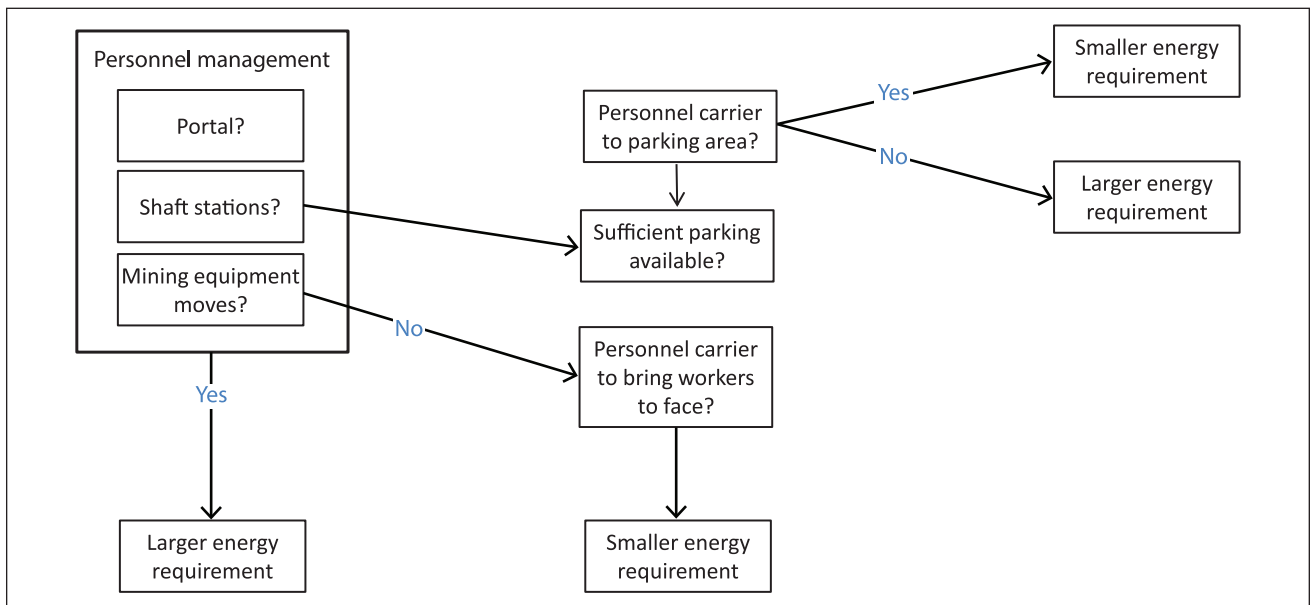 Personnel management
Portal?
Shaft stations?
Mining equipment
moves?
Yes
Larger energy
requirement
No
Personnel carrier
to parking area?
Sufficient parking
available?
Personnel carrier
to bring workers
to face?
Smaller energy
requirement
Yes
No
Smaller energy
requirement
Larger energy
requirement